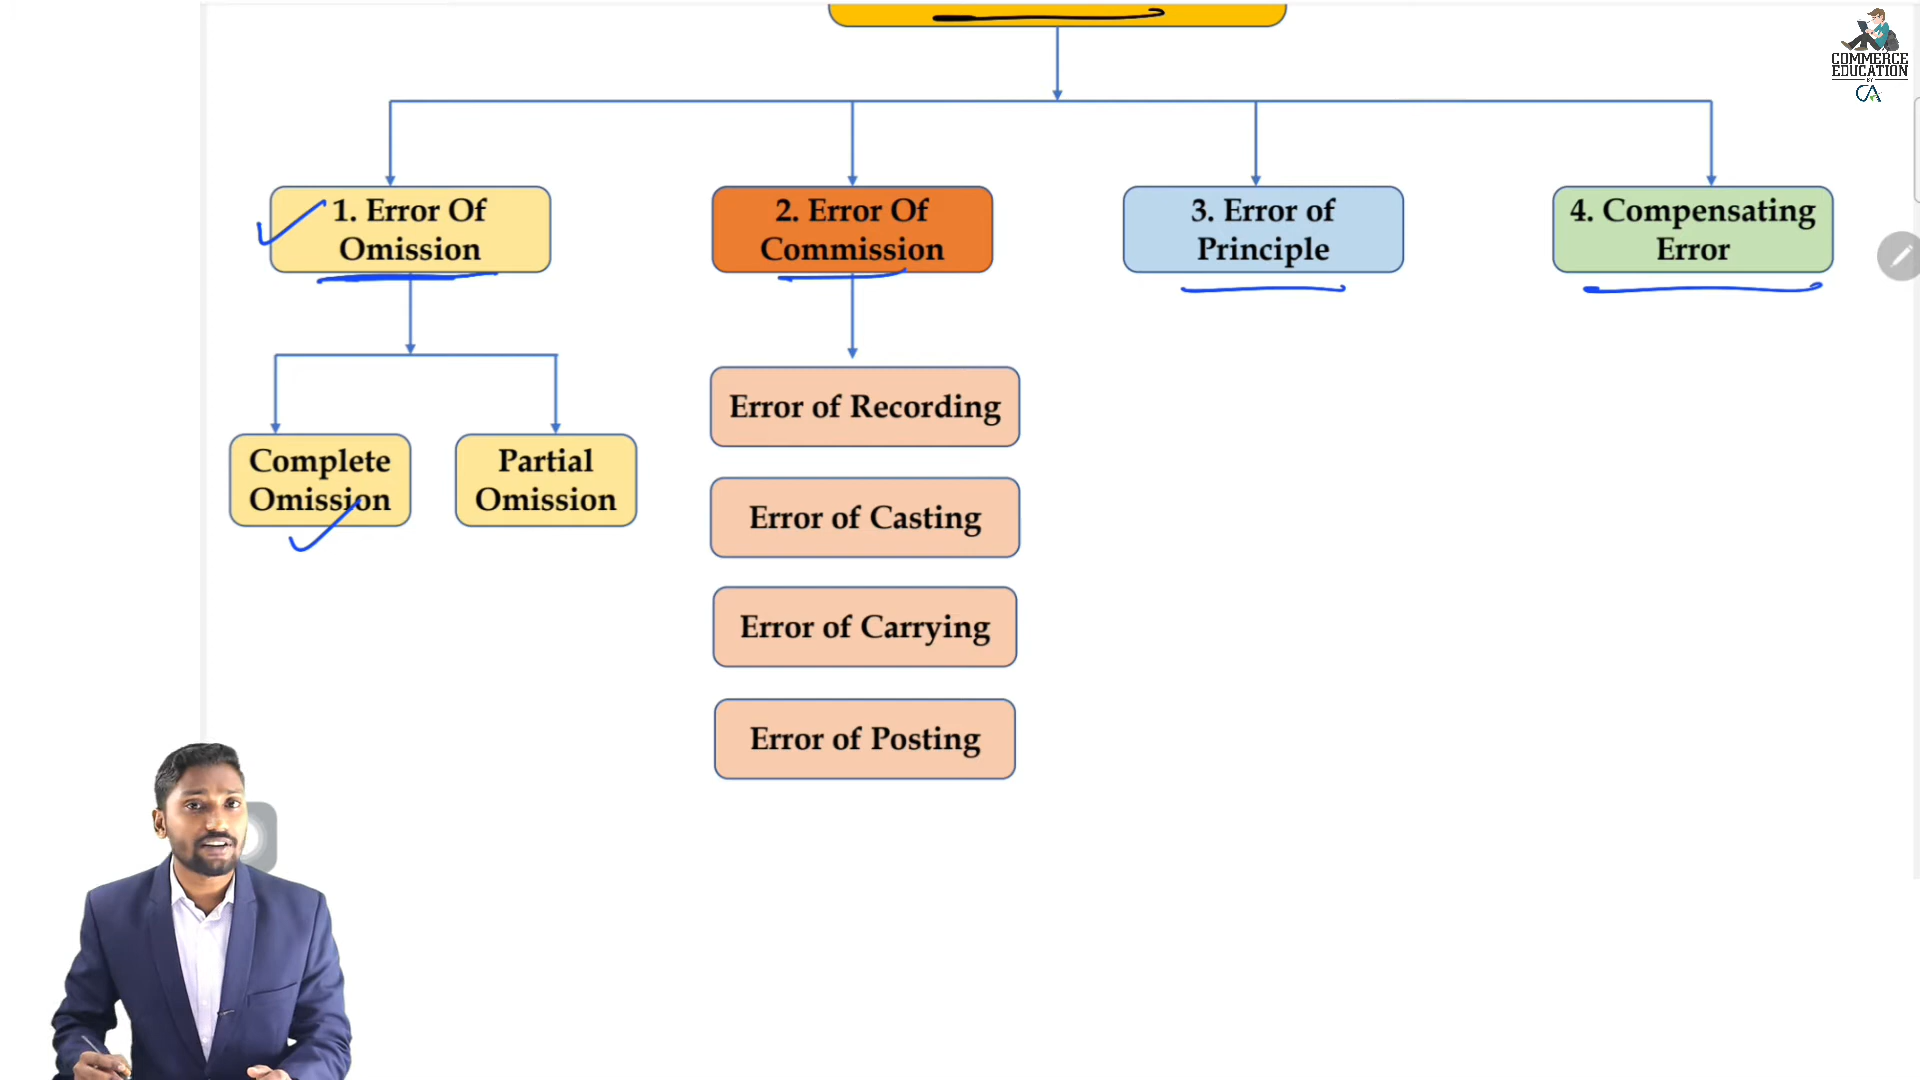 COMMERCE
EDUCATION
BY
CA
1. Error Of
Omission
2. Error Of
Commission
3. Error of
Principle
4. Compensating
Error
Complete
Omission
Partial
Omission
Error of Recording
Error of Casting
Error of Carrying
Error of Posting